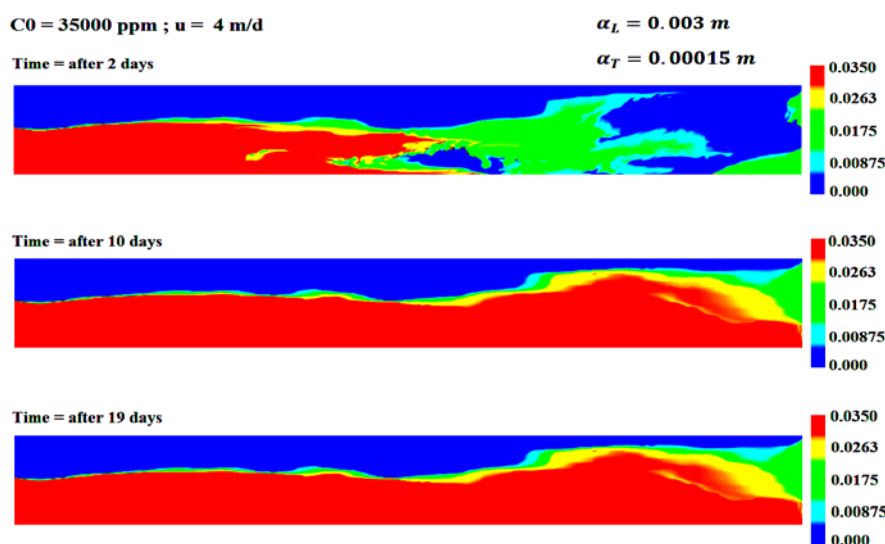 C0 = 35000 ppm ; u = 4 m/d
α_L = 0.003 m
α_T = 0.00015 m
Time = after 2 days
0.0350
0.0263
0.0175
0.00875
0.000
Time = after 10 days
0.0350
0.0263
0.0175
0.00875
0.000
Time = after 19 days
0.0350
0.0263
0.0175
0.00875
0.000